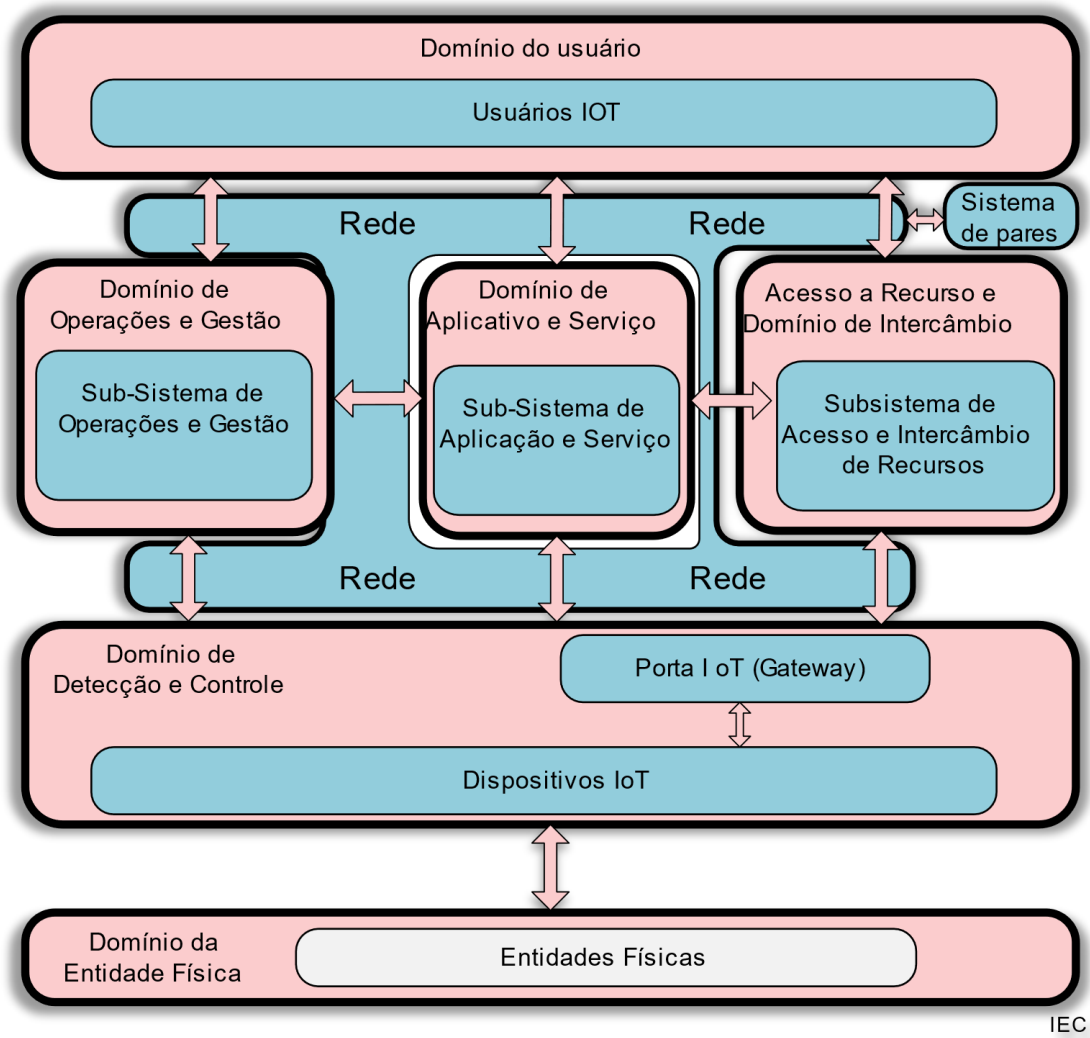 Domínio do usuário
Usuários IOT
Rede
Rede
Sistema
de pares
Domínio de
Operações e Gestão
Sub-Sistema de
Operações e Gestão
Domínio de
Aplicativo e Serviço
Sub-Sistema de
Aplicação e Serviço
Acesso a Recurso e
Domínio de Intercâmbio
Subsistema de
Acesso e Intercâmbio
de Recursos
Rede
Rede
Domínio de
Detecção e Controle
Porta I oT (Gateway)
Dispositivos IoT
Domínio da
Entidade Física
Entidades Físicas
IEC